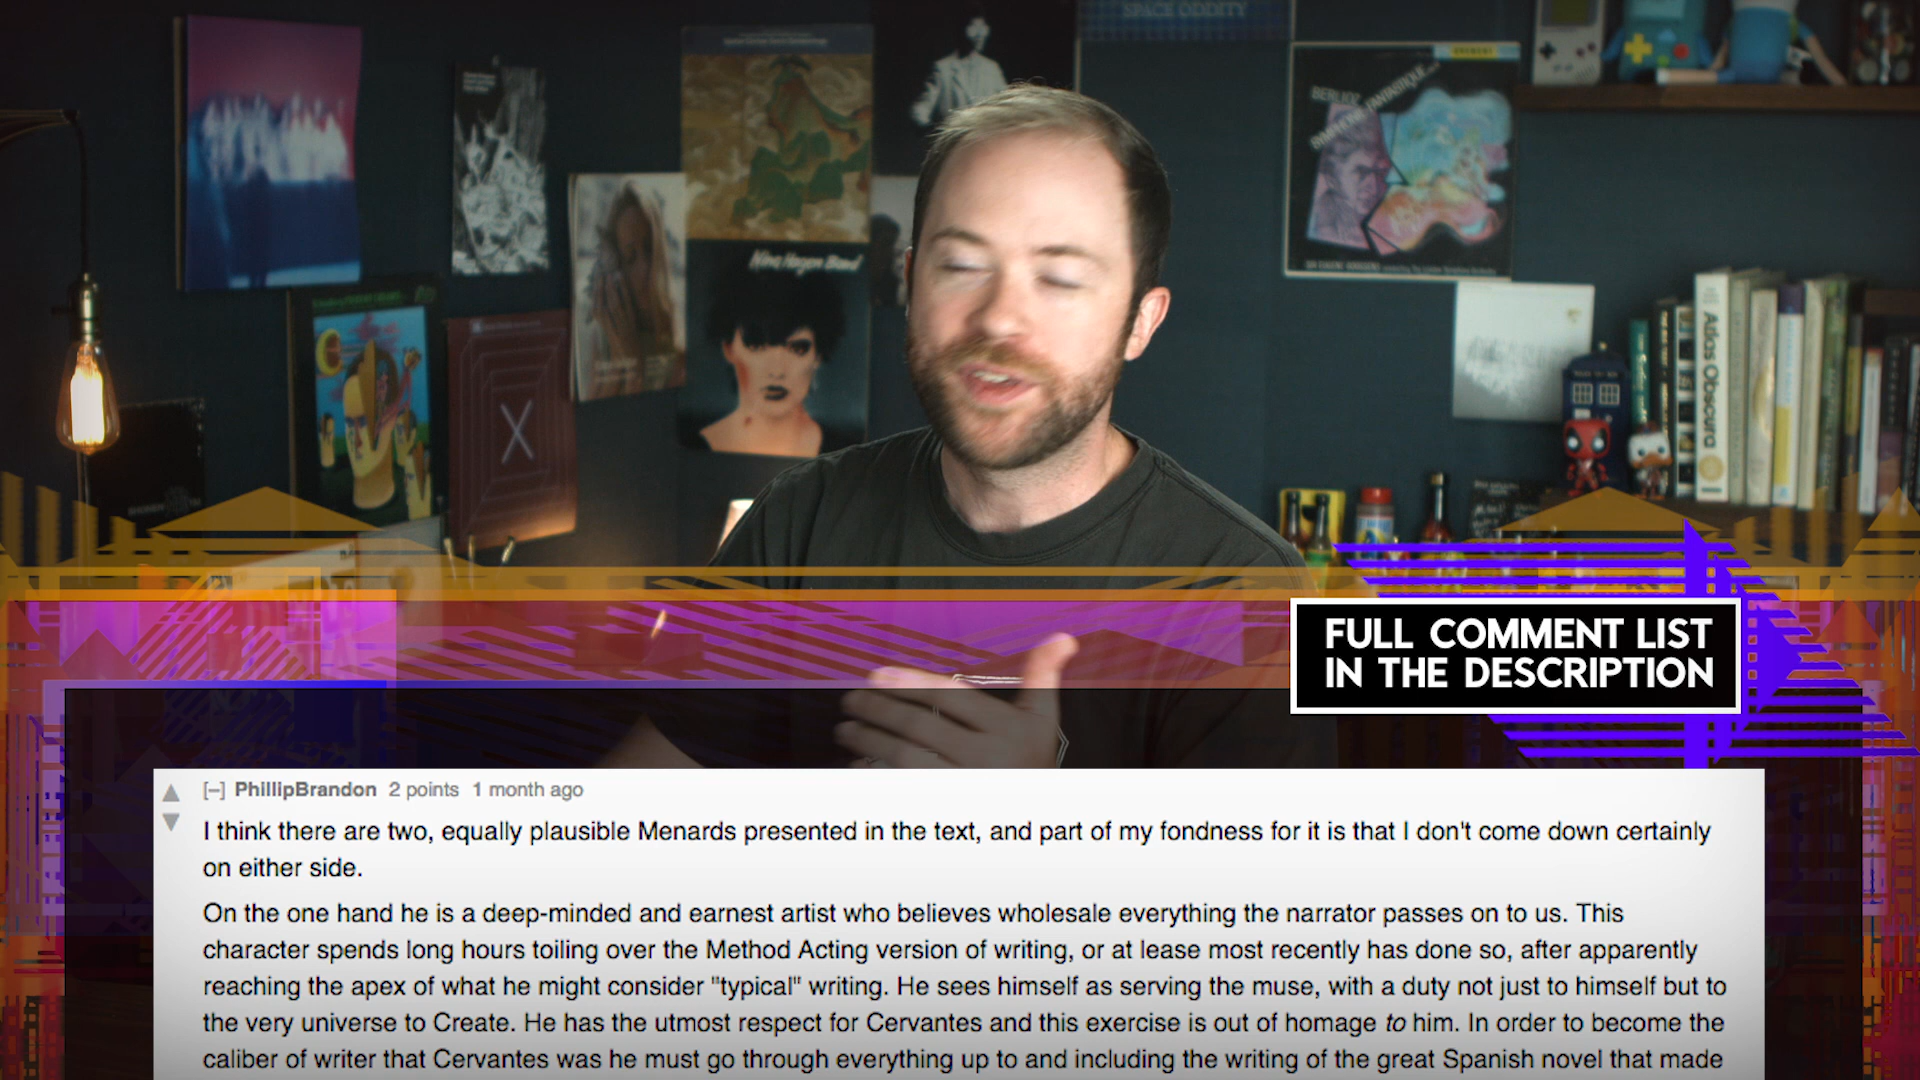 SPACE ODDITY
BERLIOZ
FANTASTIQUE
Nina Hagen Band
X
Atlas Obscura
FULL COMMENT LIST
IN THE DESCRIPTION
[–] PhillipBrandon 2 points 1 month ago
I think there are two, equally plausible Menards presented in the text, and part of my fondness for it is that I don't come down certainly
on either side.
On the one hand he is a deep-minded and earnest artist who believes wholesale everything the narrator passes on to us. This
character spends long hours toiling over the Method Acting version of writing, or at lease most recently has done so, after apparently
reaching the apex of what he might consider "typical" writing. He sees himself as serving the muse, with a duty not just to himself but to
the very universe to Create. He has the utmost respect for Cervantes and this exercise is out of homage to him. In order to become the
caliber of writer that Cervantes was he must go through everything up to and including the writing of the great Spanish novel that made